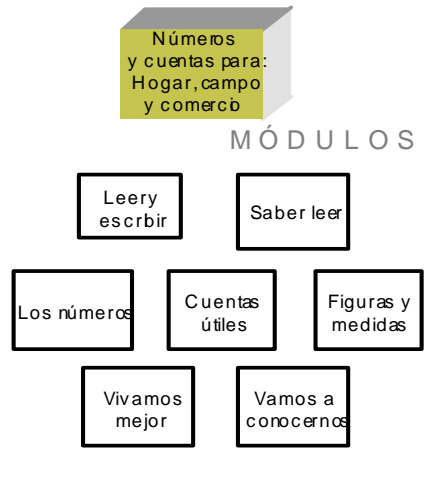 Números
y cuentas para:
Hogar, campo
y comercio
MÓDULOS
Leer y
escrbir
Saber leer
Los números
Cuentas
útiles
Figuras y
medidas
Vivamos
mejor
Vamos a
conocernos